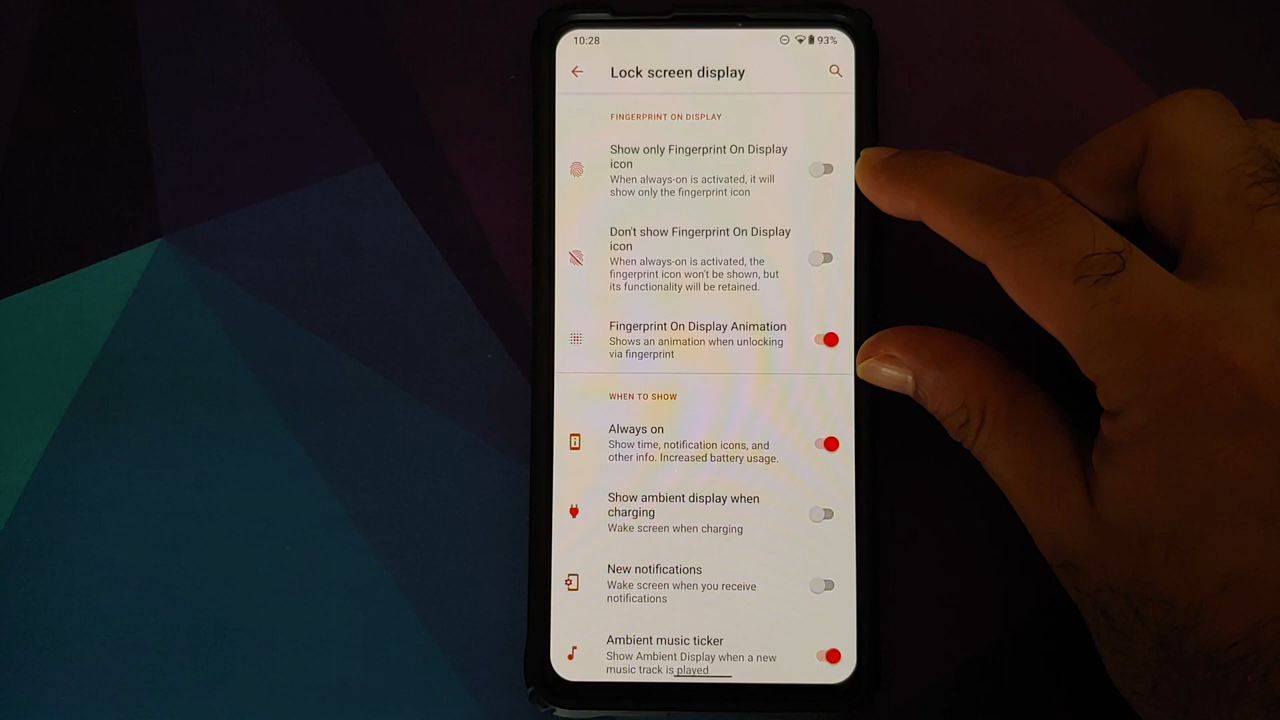 10:28
93%
Lock screen display
FINGERPRINT ON DISPLAY
Show only Fingerprint On Display
icon
When always-on is activated, it will
show only the fingerprint icon
Don't show Fingerprint On Display
icon
When always-on is activated, the
fingerprint icon won't be shown, but
its functionality will be retained.
Fingerprint On Display Animation
Shows an animation when unlocking
via fingerprint
WHEN TO SHOW
Always on
Show time, notification icons, and
other info. Increased battery usage.
Show ambient display when
charging
Wake screen when charging
New notifications
Wake screen when you receive
notifications
Ambient music ticker
Show Ambient Display when a new
music track is played